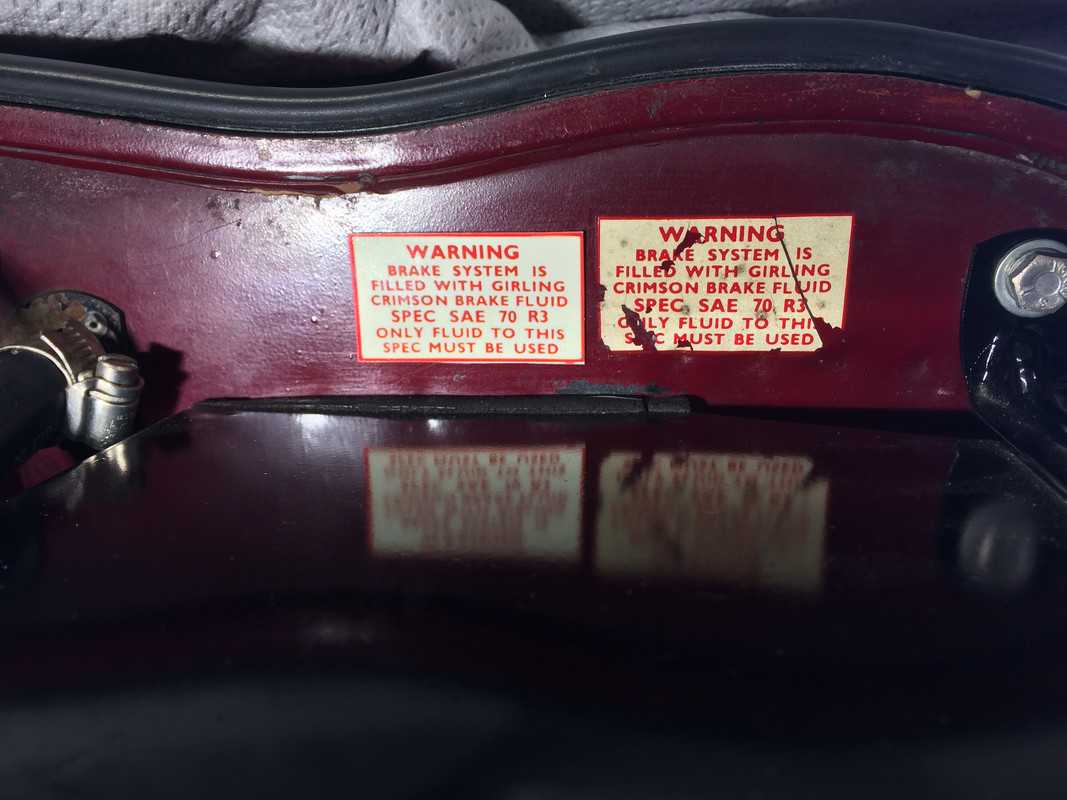 WARNING
BRAKE SYSTEM IS
FILLED WITH GIRLING
CRIMSON BRAKE FLUID
SPEC SAE 70 R3
ONLY FLUID TO THIS
SPEC MUST BE USED
WARNING
BRAKE SYSTEM IS
FILLED WITH GIRLING
CRIMSON BRAKE FLUID
SPEC SAE 70 R3
ONLY FLUID TO THIS
SPEC MUST BE USED